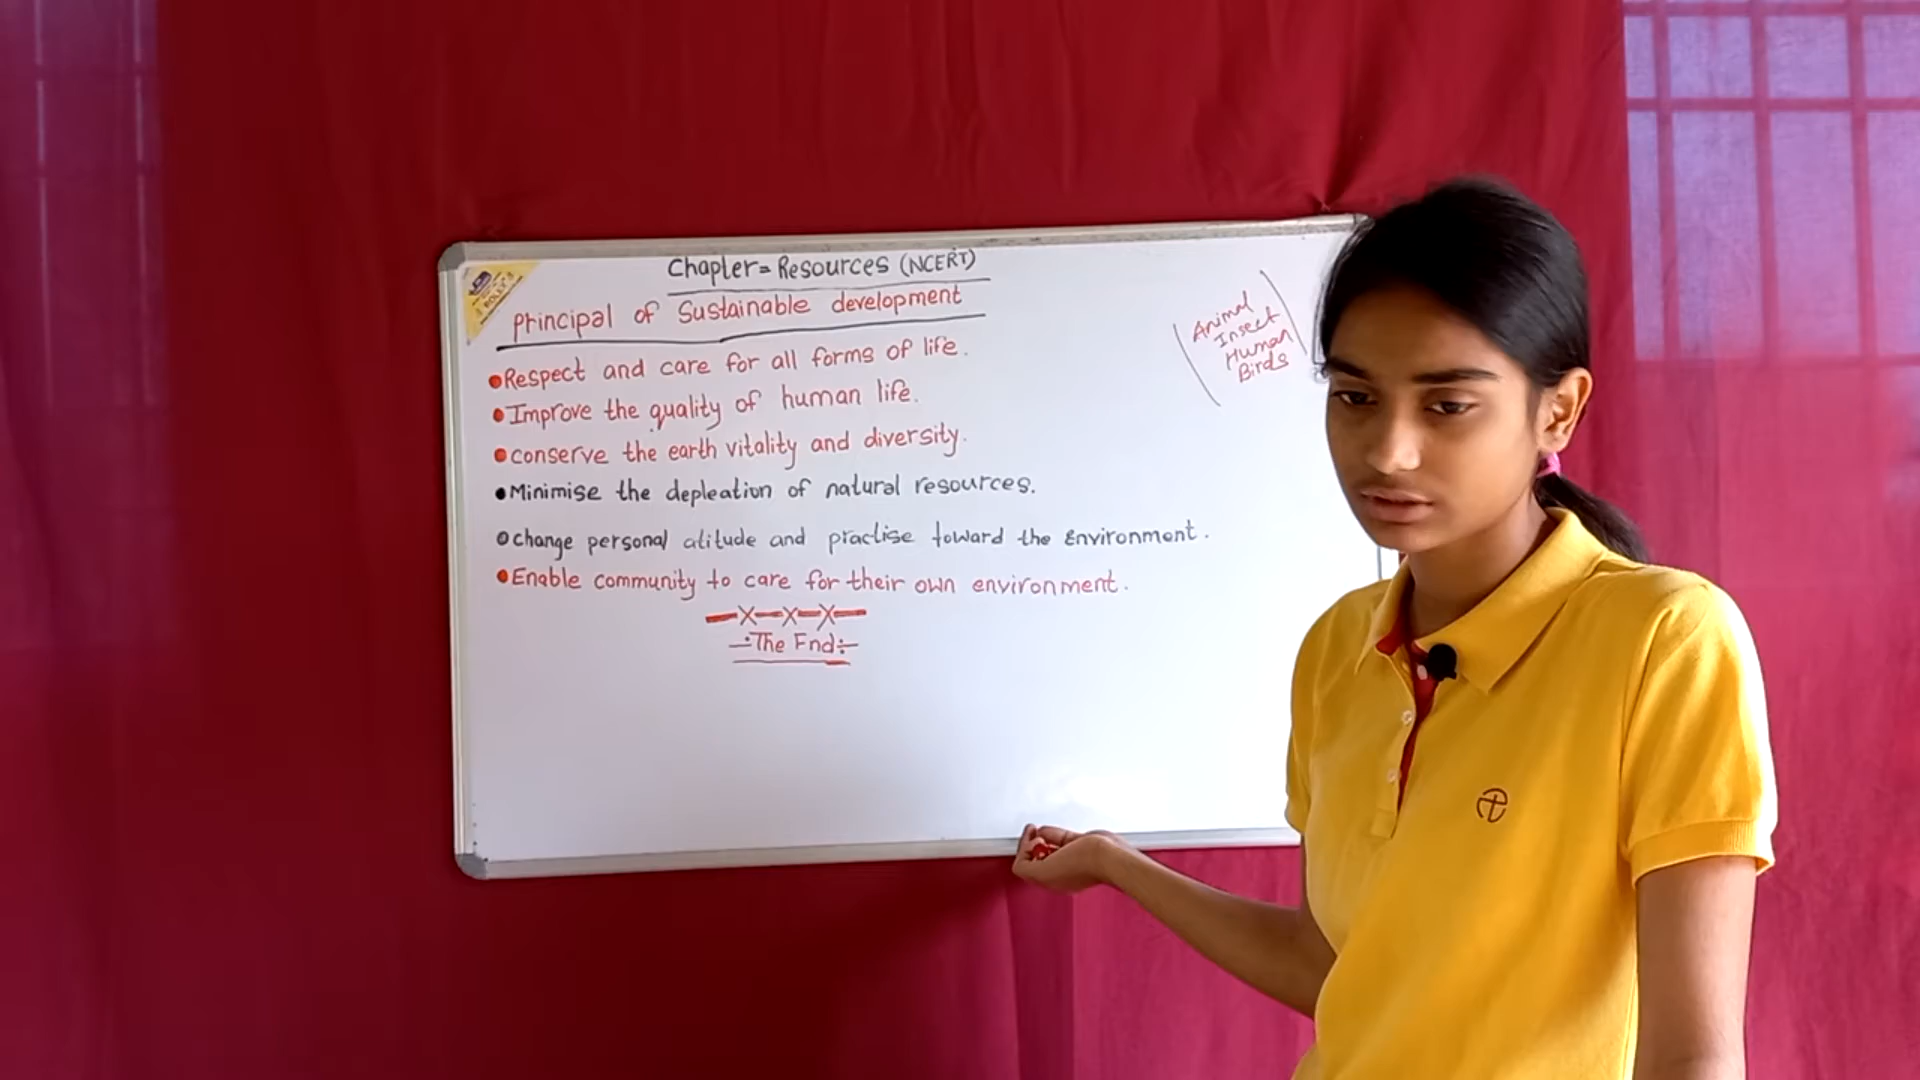 Chapter= Resources (NCERT)
Principal of Sustainable development
•Respect and care for all forms of life.
•Improve the quality of human life.
•conserve the earth vitality and diversity.
•Minimise the depleation of natural resources.
•change personal atitude and practise toward the Environment.
•Enable community to care for their own environment.
—X—X—X—
÷The End÷
Animal
Insect
Human
Birds